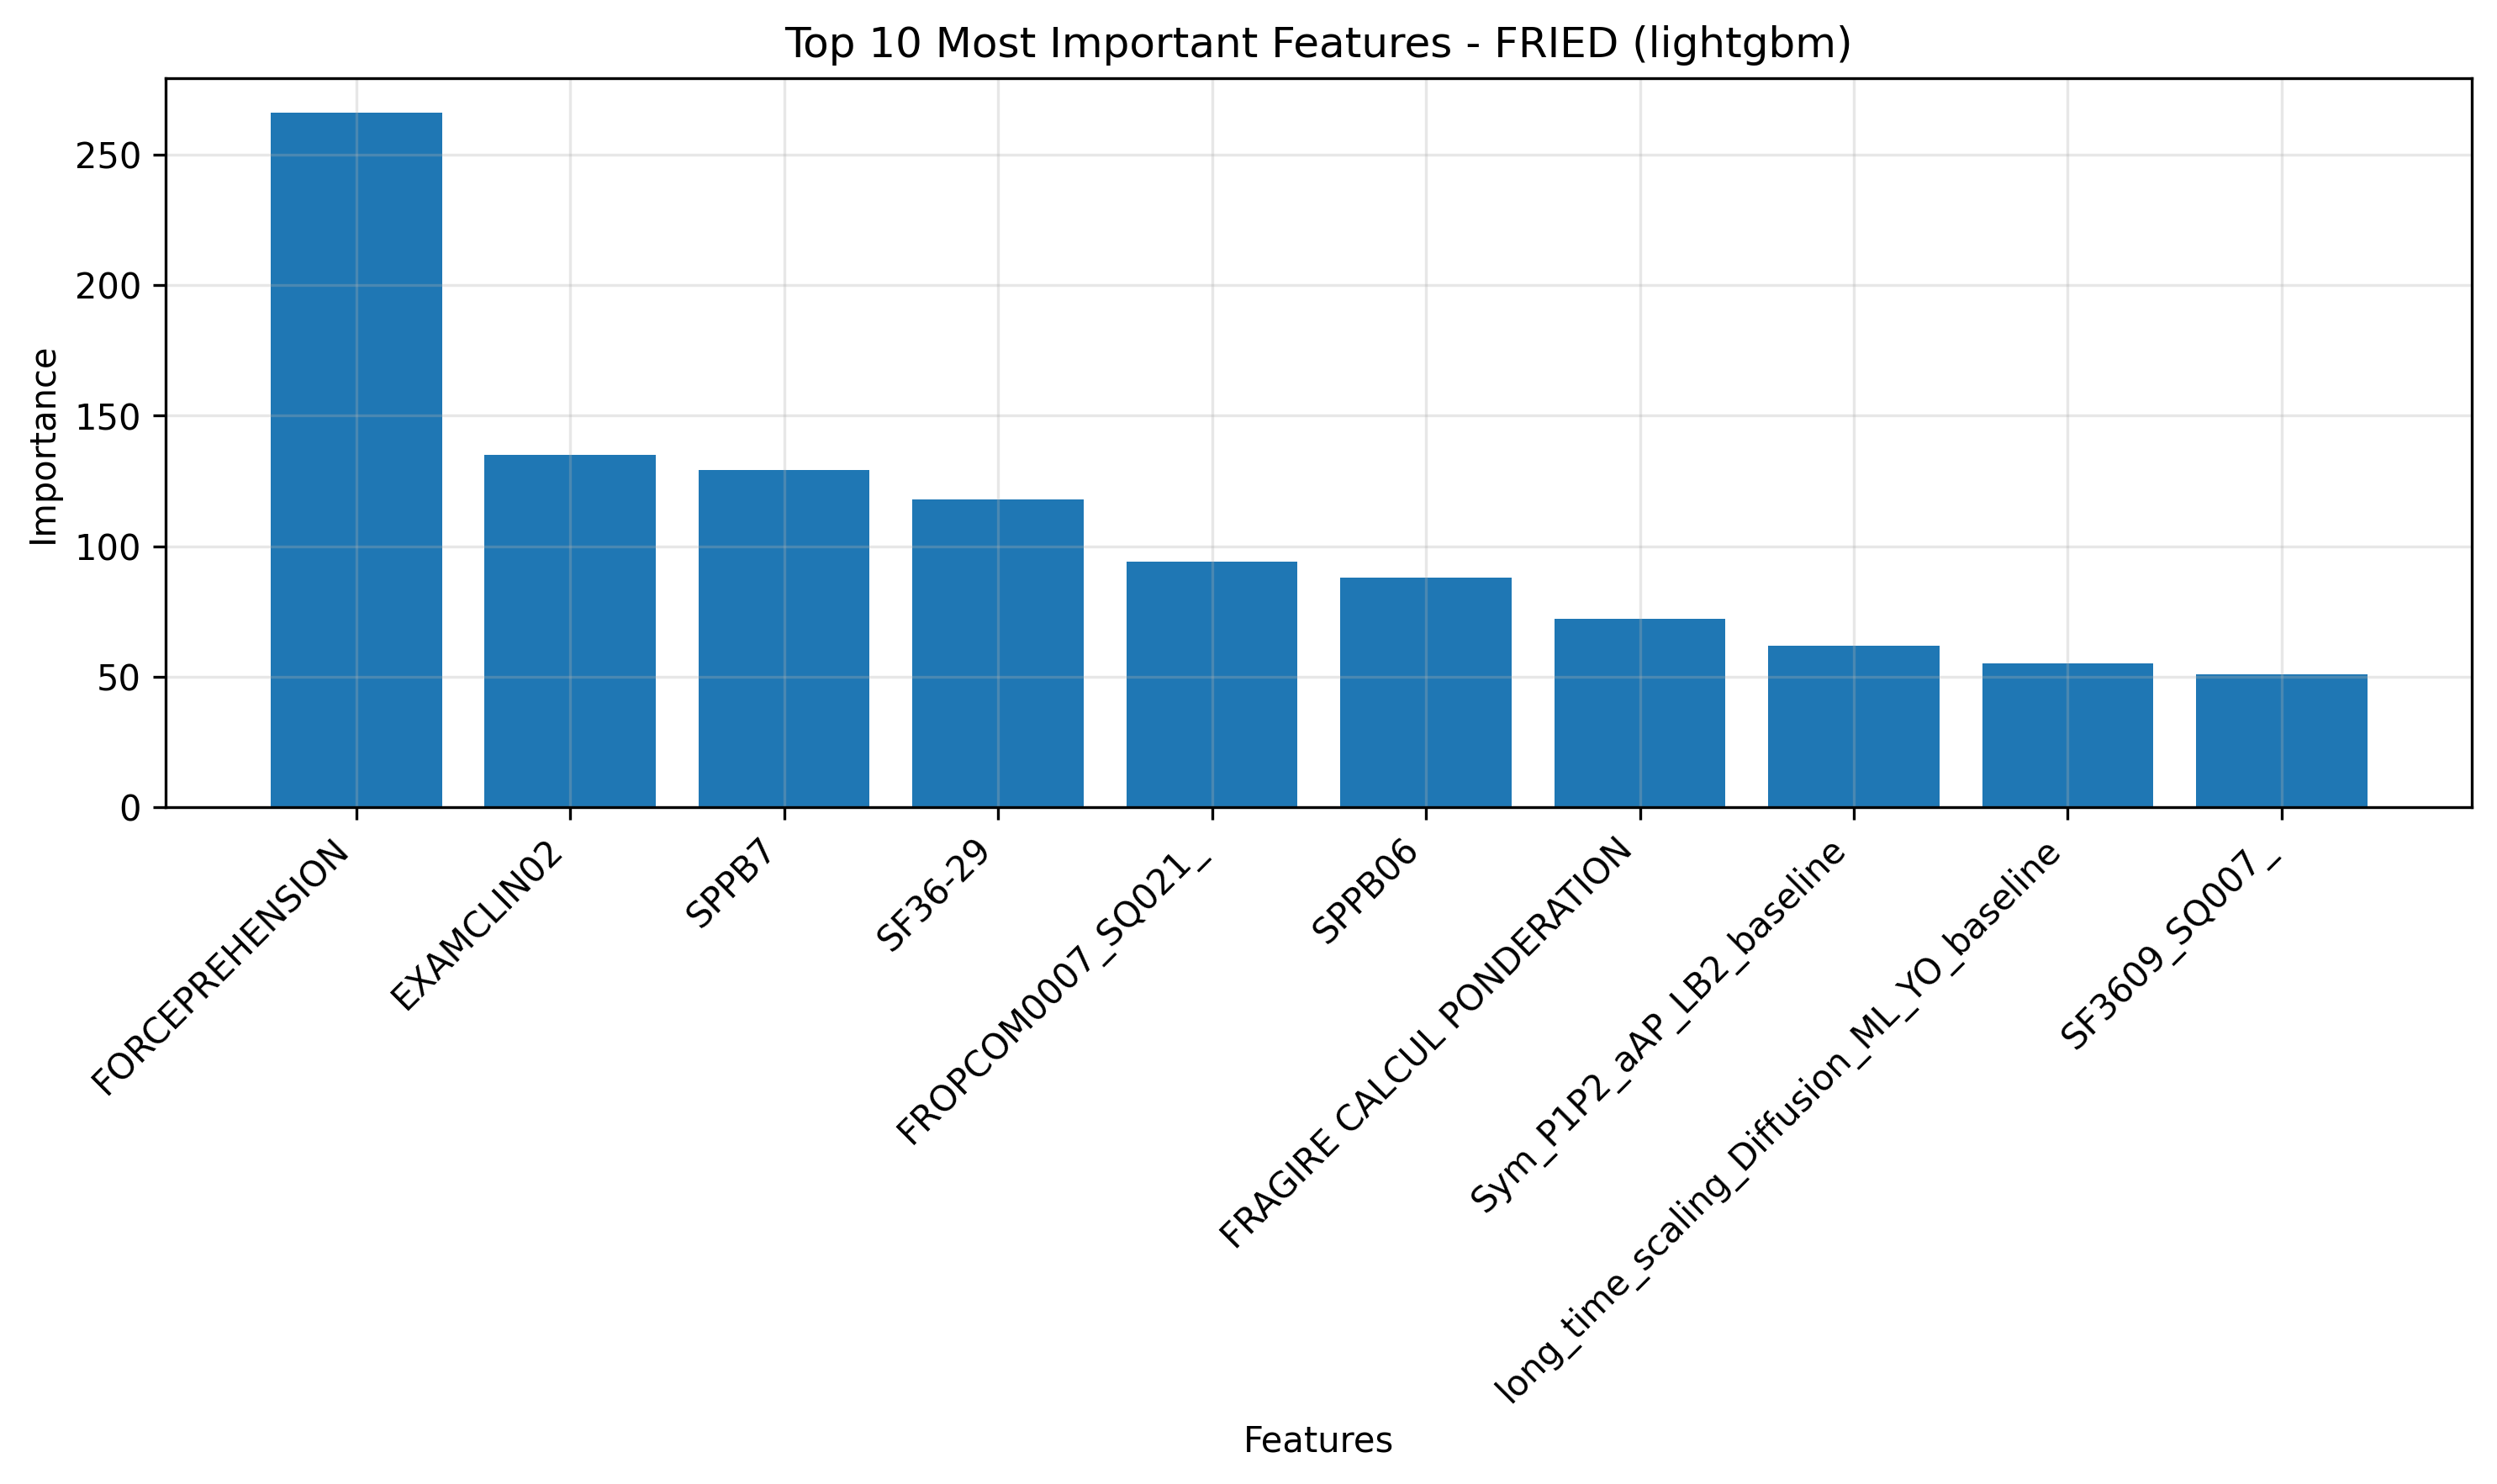 Top 10 Most Important Features - FRIED (lightgbm)
Importance
250
200
150
100
50
0
FORCEPREHENSION
EXAMCLIN02
SPPB7
SF36-29
FROPCOM0007_SQ021_
SPPB06
FRAGIRE CALCUL PONDERATION
Sym_P1P2_aAP_LB2_baseline
long_time_scaling_Diffusion_ML_YO_baseline
SF3609_SQ007_
Features